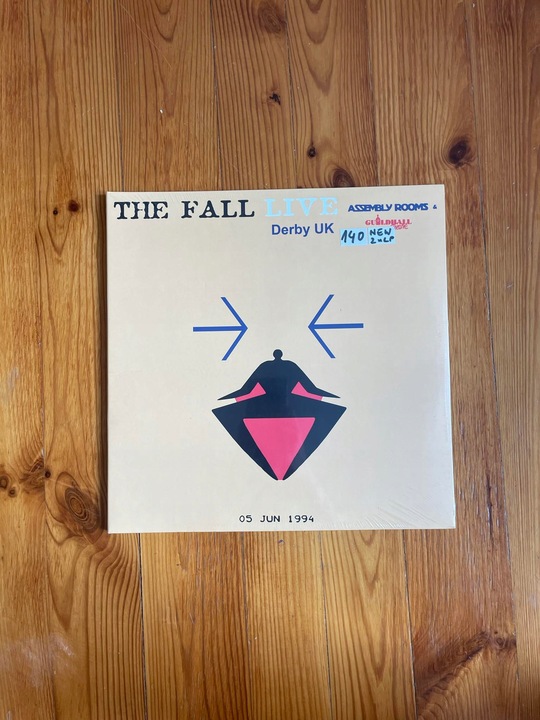 THE FALL LIVE ASSEMBLY ROOMS &
GUILDHALL
Derby UK
140 NEW
2xLP
05 JUN 1994